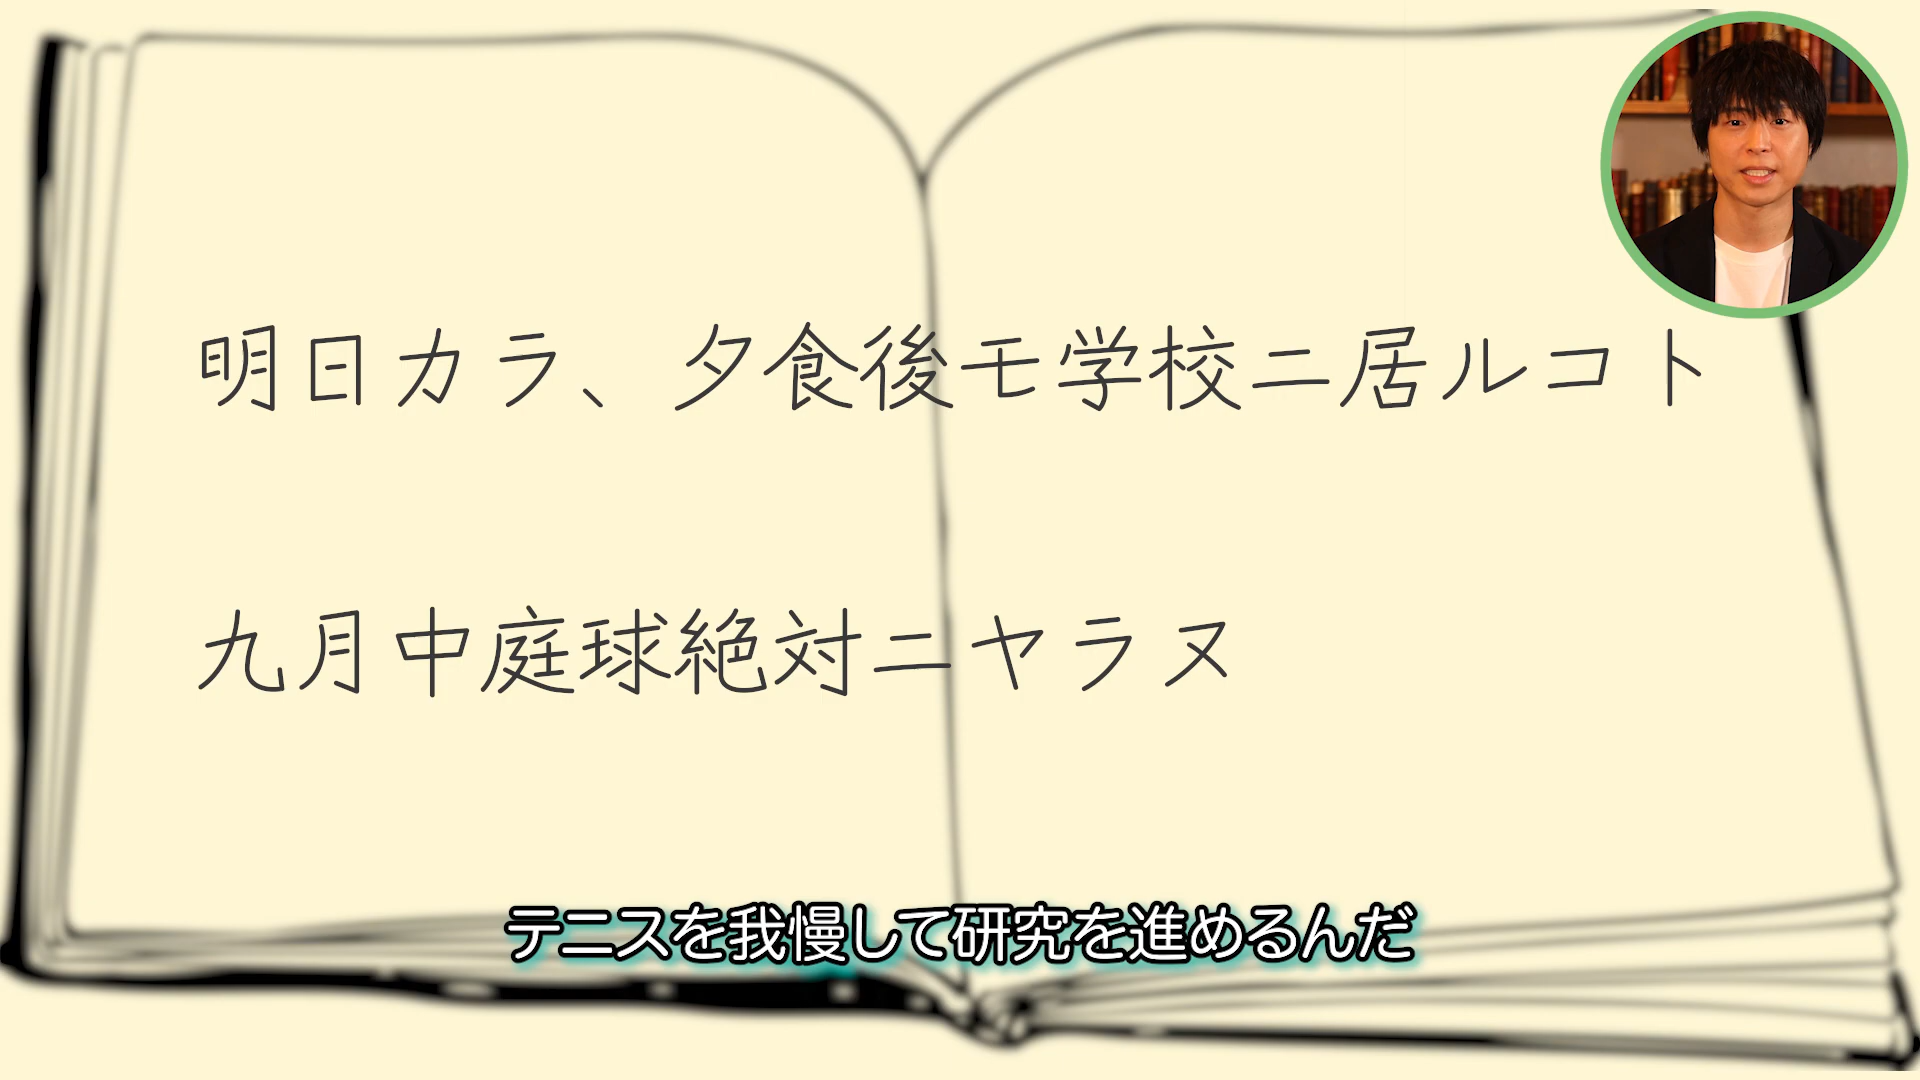 明日カラ、夕食後モ学校ニ居ルコト
九月中庭球絶対ニヤラヌ
テニスを我慢して研究を進めるんだ